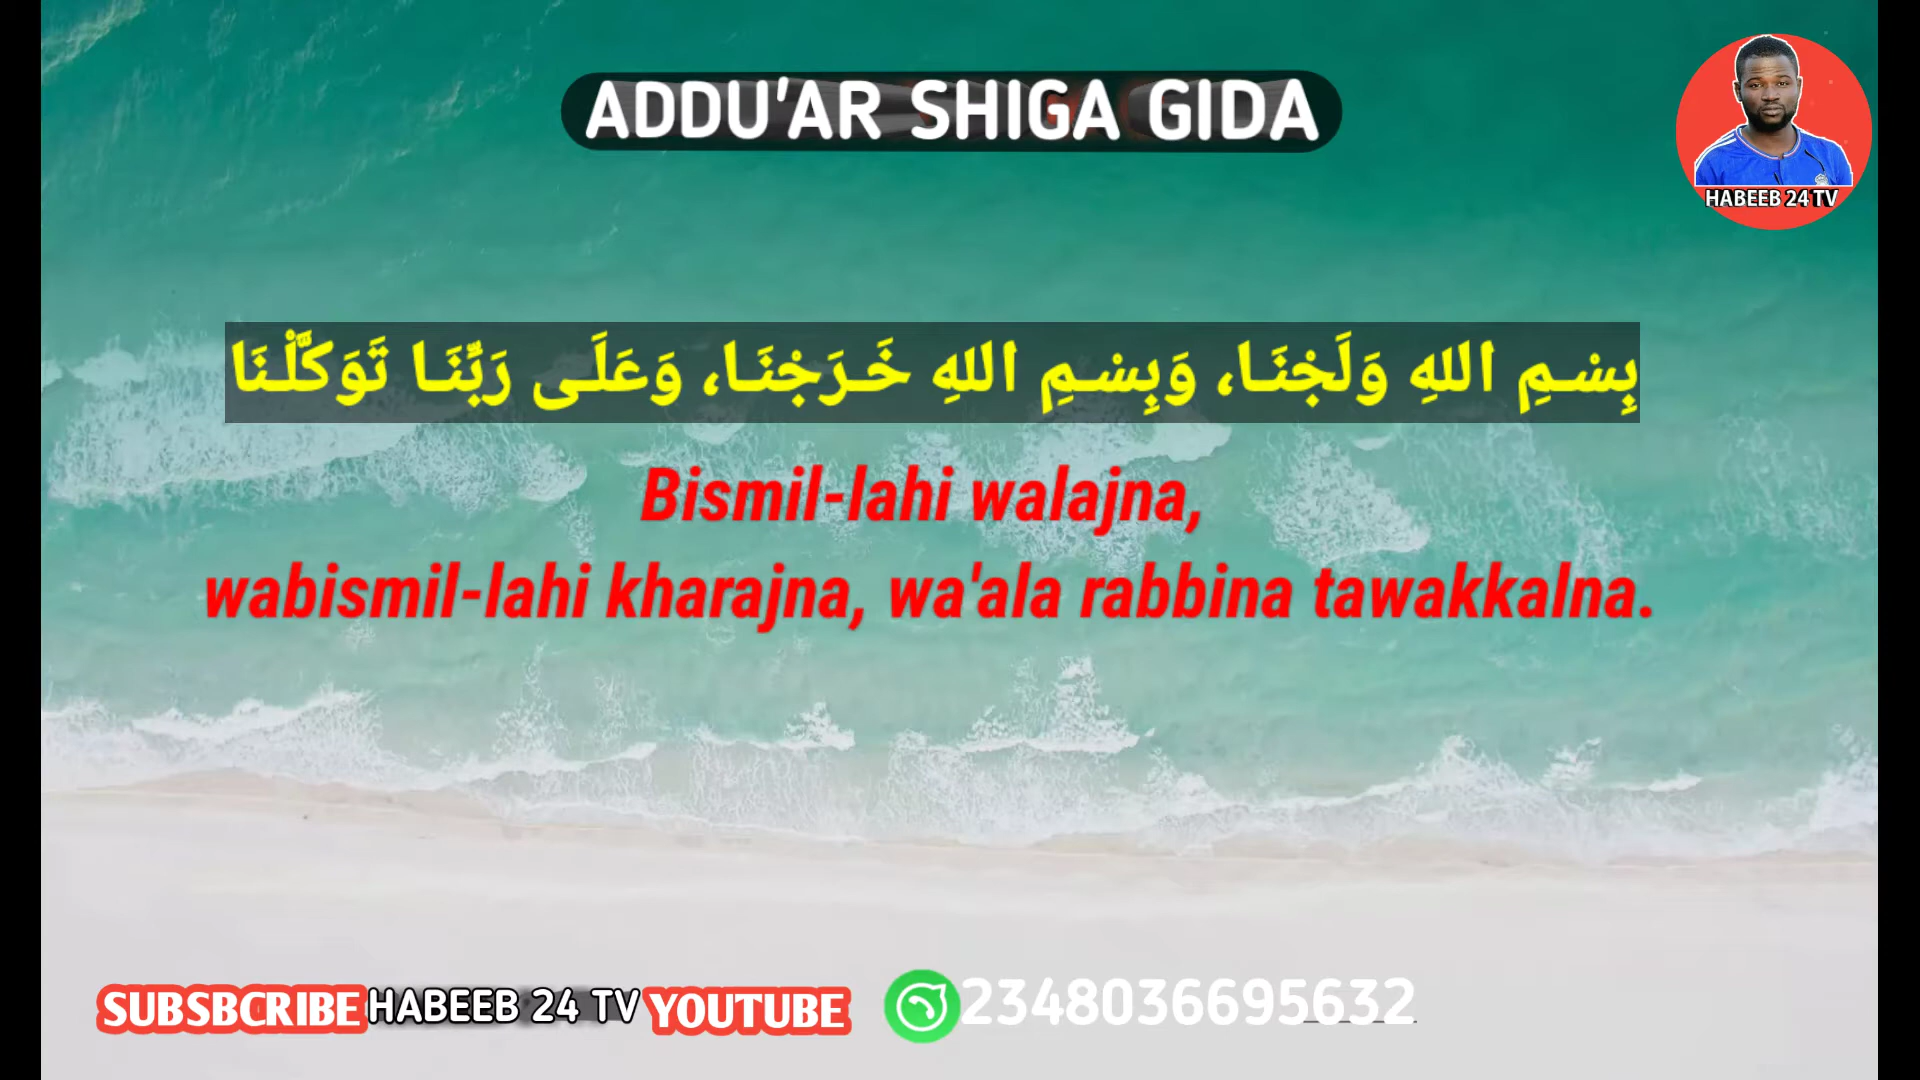 ADDU'AR SHIGA GIDA
HABEEB 24 TV
بِسْمِ اللهِ وَلَجْنَا، وَبِسْمِ اللهِ خَرَجْنَا، وَعَلَى رَبِّنَا تَوَكَّلْنَا
Bismil-lahi walajna,
wabismil-lahi kharajna, wa'ala rabbina tawakkalna.
SUBSBCRIBE HABEEB 24 TV YOUTUBE 2348036695632